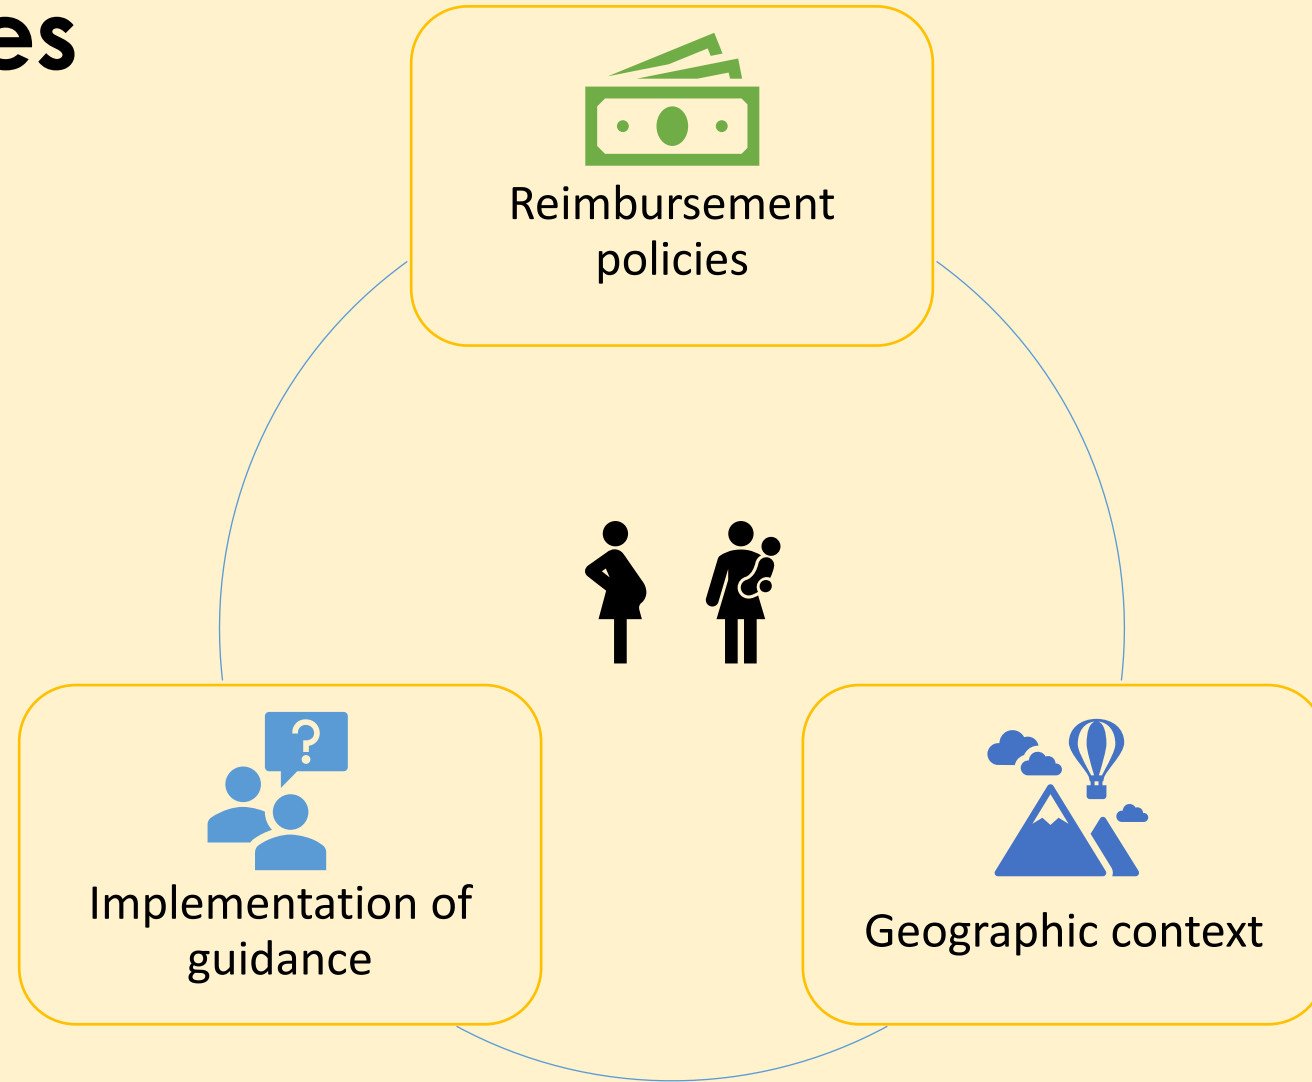 es
Reimbursement
policies
?
Implementation of
guidance
Geographic context